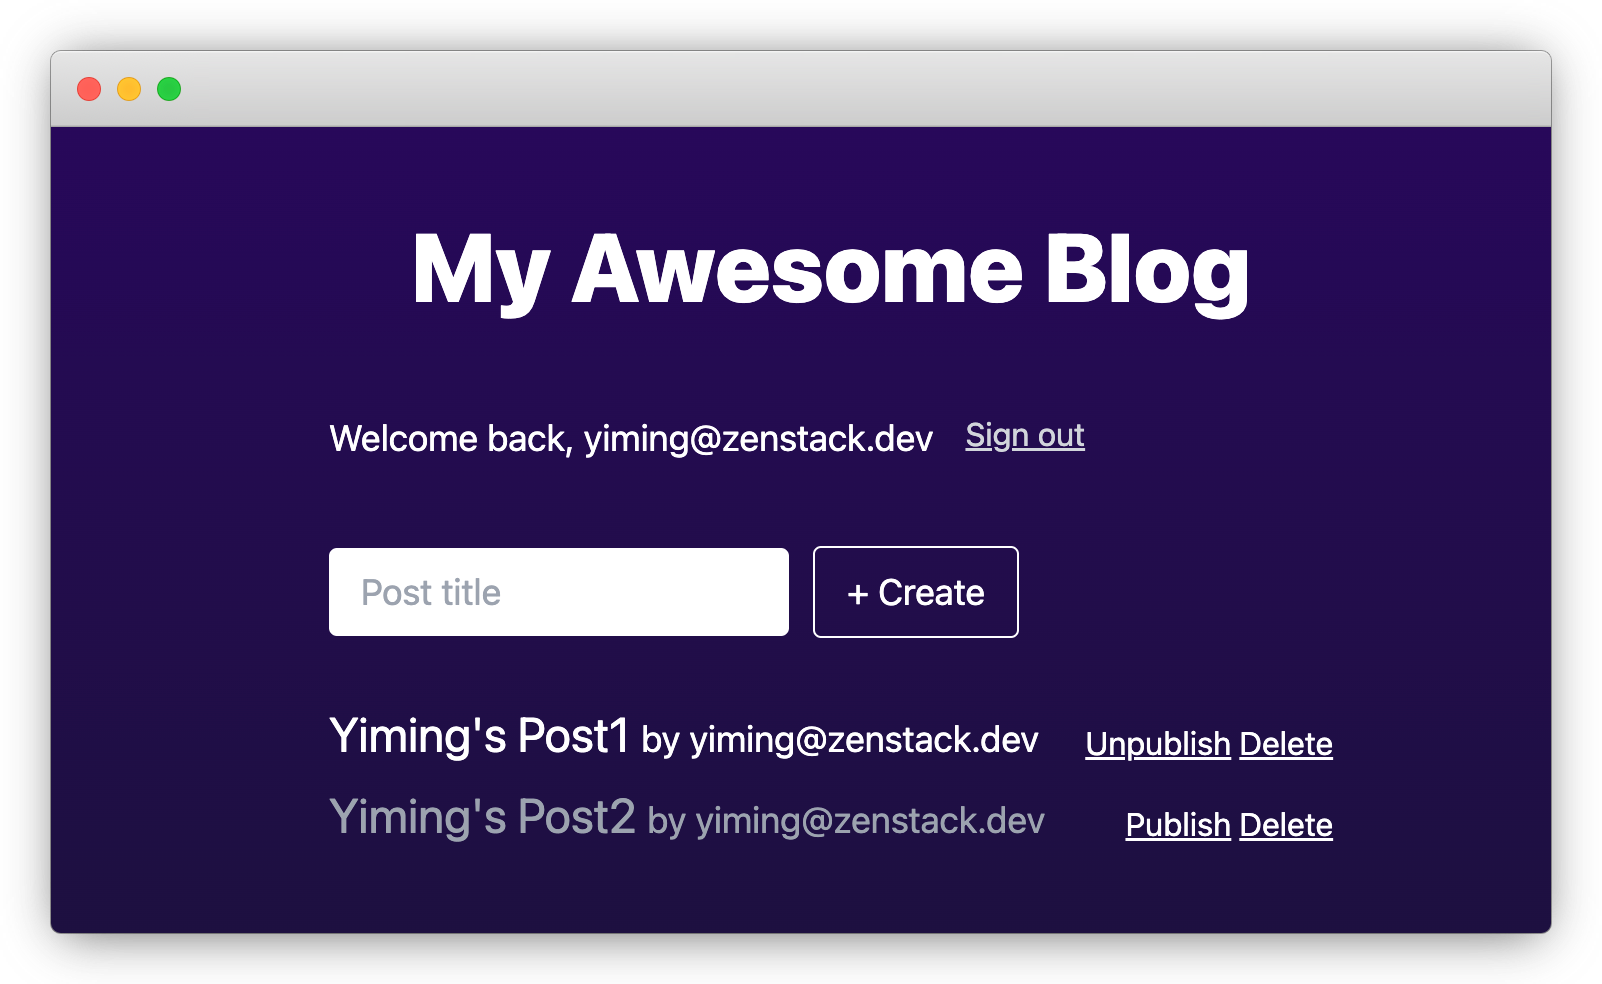 My Awesome Blog
Welcome back, yiming@zenstack.dev Sign out
Post title + Create
Yiming's Post1 by yiming@zenstack.dev Unpublish Delete
Yiming's Post2 by yiming@zenstack.dev Publish Delete